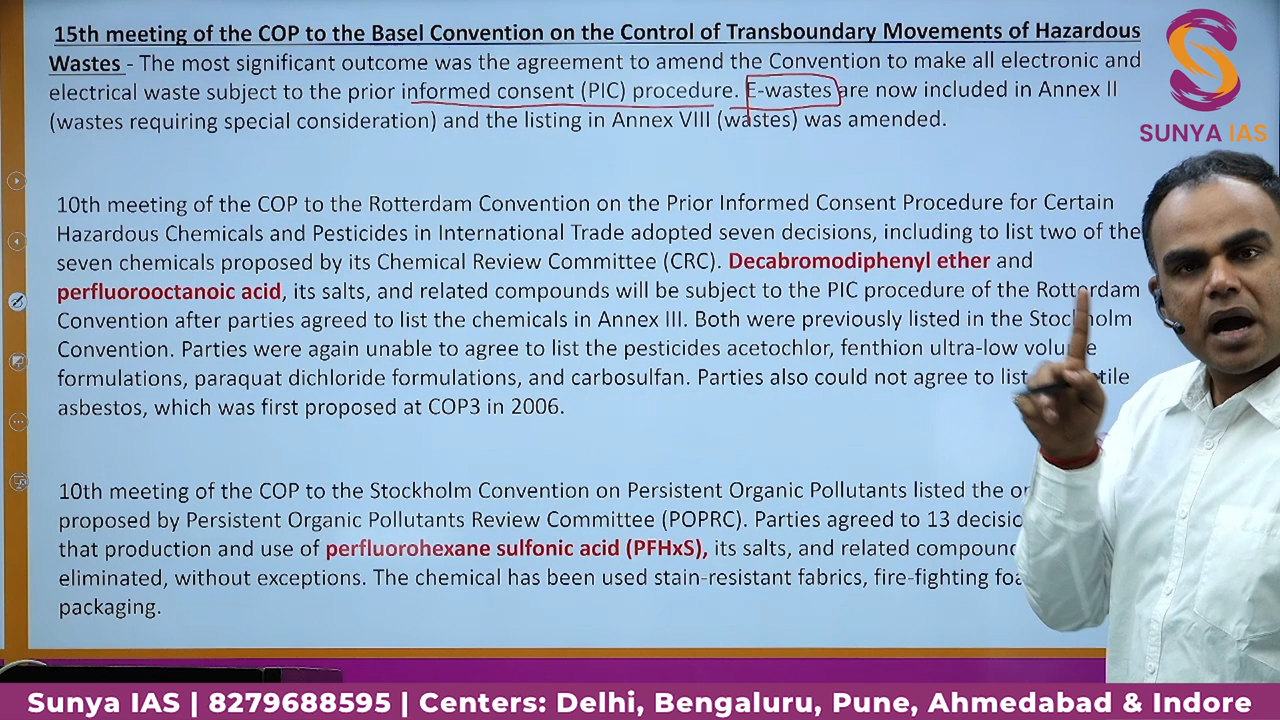 15th meeting of the COP to the Basel Convention on the Control of Transboundary Movements of Hazardous
Wastes - The most significant outcome was the agreement to amend the Convention to make all electronic and
electrical waste subject to the prior informed consent (PIC) procedure. E-wastes are now included in Annex II
(wastes requiring special consideration) and the listing in Annex VIII (wastes) was amended.
SUNYA IAS
10th meeting of the COP to the Rotterdam Convention on the Prior Informed Consent Procedure for Certain
Hazardous Chemicals and Pesticides in International Trade adopted seven decisions, including to list two of the
seven chemicals proposed by its Chemical Review Committee (CRC). Decabromodiphenyl ether and
perfluorooctanoic acid, its salts, and related compounds will be subject to the PIC procedure of the Rotterdam
Convention after parties agreed to list the chemicals in Annex III. Both were previously listed in the Stockholm
Convention. Parties were again unable to agree to list the pesticides acetochlor, fenthion ultra-low volume
formulations, paraquat dichloride formulations, and carbosulfan. Parties also could not agree to list
asbestos, which was first proposed at COP3 in 2006.
10th meeting of the COP to the Stockholm Convention on Persistent Organic Pollutants listed the
proposed by Persistent Organic Pollutants Review Committee (POPRC). Parties agreed to 13
that production and use of perfluorohexane sulfonic acid (PFHxS), its salts, and related
eliminated, without exceptions. The chemical has been used stain-resistant fabrics, fire-fighting
packaging.
Sunya IAS | 8279688595 | Centers: Delhi, Bengaluru, Pune, Ahmedabad & Indore